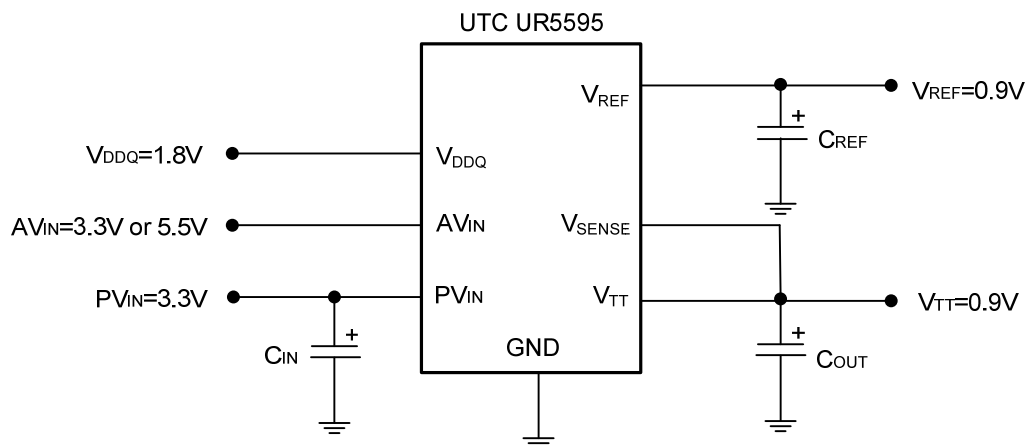 UTC UR5595
VREF
VREF=0.9V
+
CREF
VDDQ=1.8V
VDDQ
AVIN=3.3V or 5.5V
AVIN
VSENSE
PVIN=3.3V
PVIN
VTT
VTT=0.9V
+
CIN
GND
+
COUT